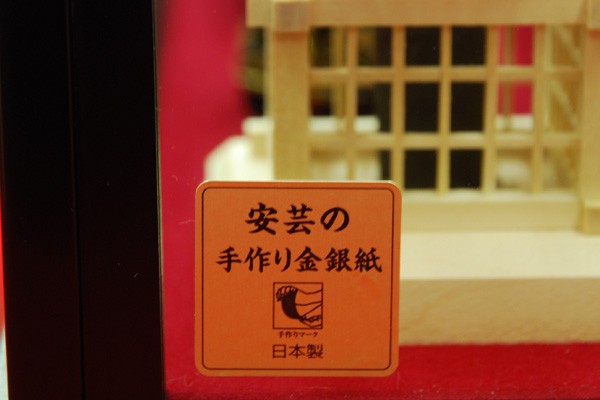 安芸の
手作り金銀紙
手作りマーク
日本製